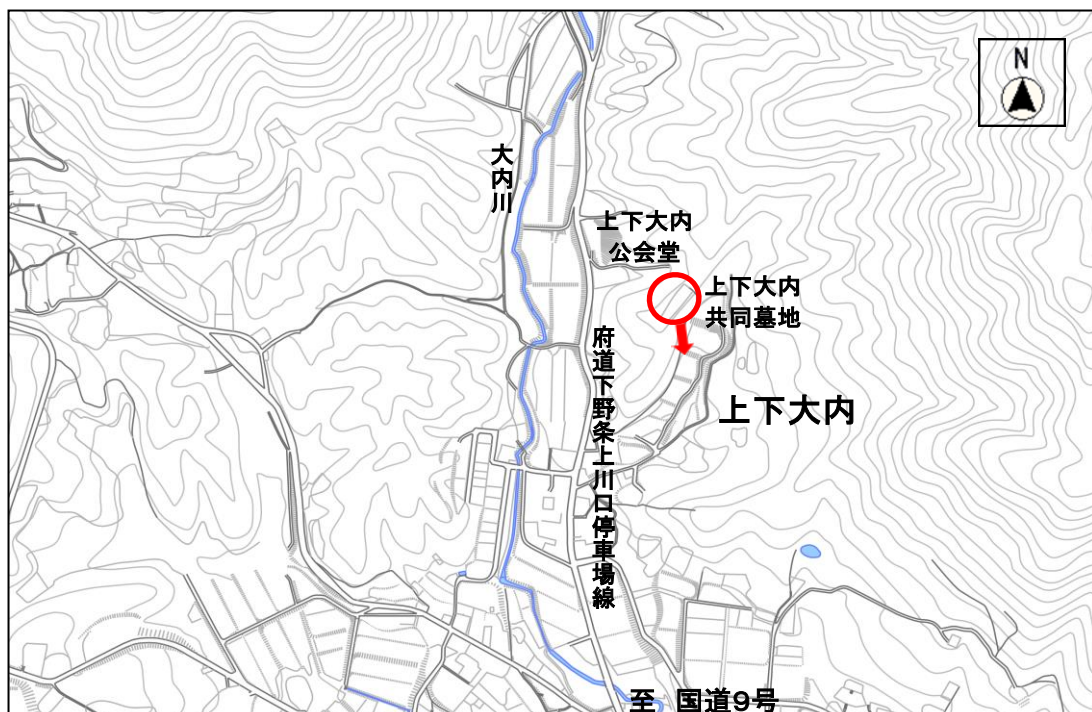 N
大内川
上下大内
公会堂
上下大内
共同墓地
府道下野条上川口停車場線
上下大内
至 国道9号